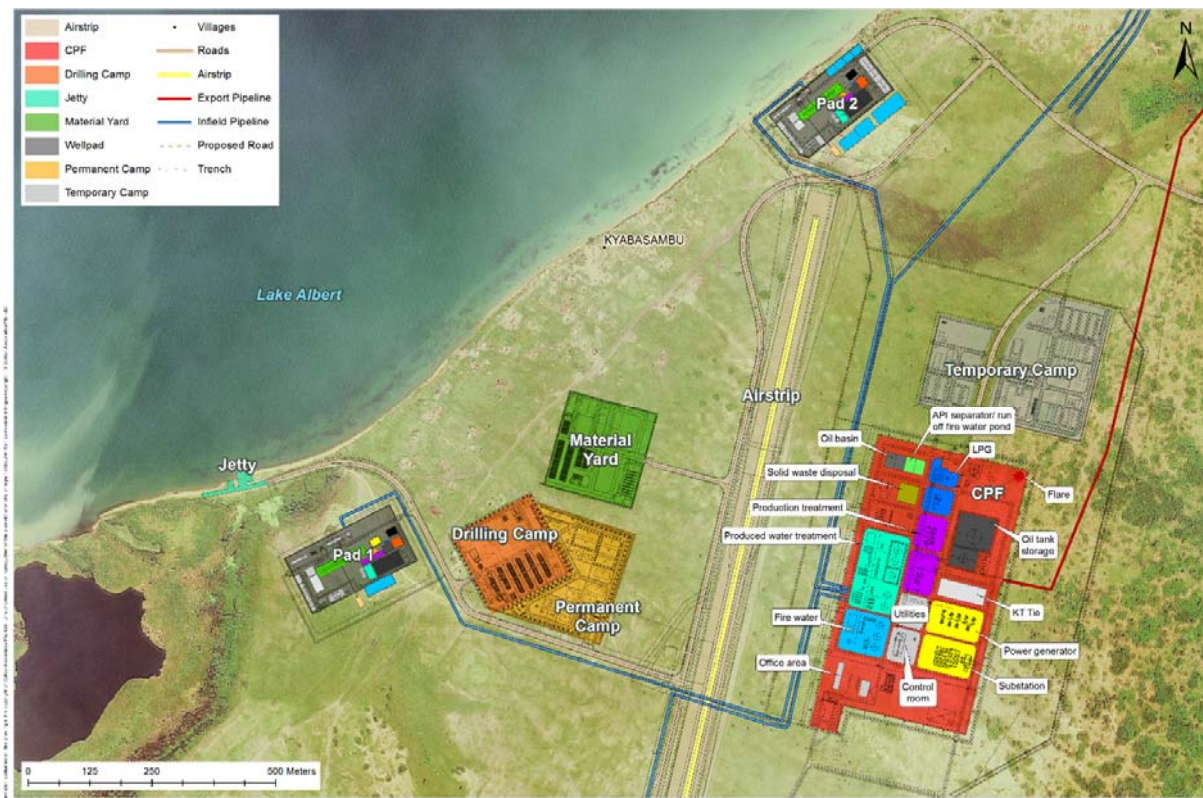 Airstrip
CPF
Drilling Camp
Jetty
Material Yard
Wellpad
Permanent Camp
Temporary Camp
Villages
Roads
Airstrip
Export Pipeline
Infield Pipeline
Proposed Road
Trench
N
Pad 2
KYABASAMBU
Lake Albert
Temporary Camp
Airstrip
API separator/ run
off fire water pond
Oil basin
LPG
Material
Yard
Jetty
Solid waste disposal
CPF
Flare
Production treatment
Drilling Camp
Produced water treatment
Oil tank
storage
Pad 1
Permanent
Camp
Utilities
KT Tie
Fire water
Power generator
Office area
Control
room
Substation
0 125 250 500 Meters